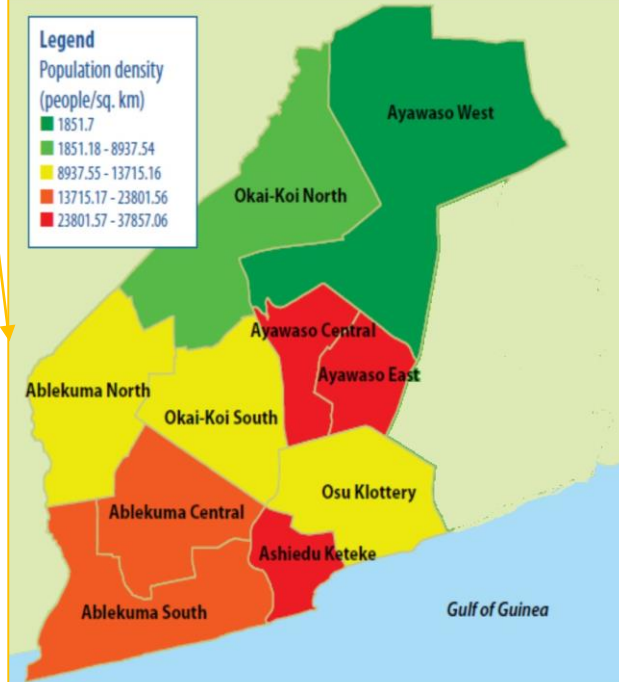 Legend
Population density
(people/sq. km)
1851.7
1851.18 - 8937.54
8937.55 - 13715.16
13715.17 - 23801.56
23801.57 - 37857.06
Ayawaso West
Okai-Koi North
Ayawaso Central
Ayawaso East
Ablekuma North
Okai-Koi South
Osu Klottery
Ablekuma Central
Ashiedu Keteke
Ablekuma South
Gulf of Guinea